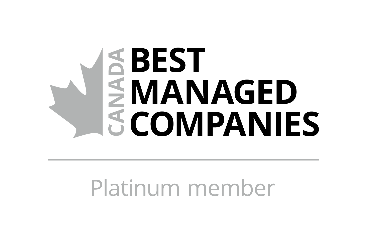 CANADA
BEST
MANAGED
COMPANIES
Platinum member